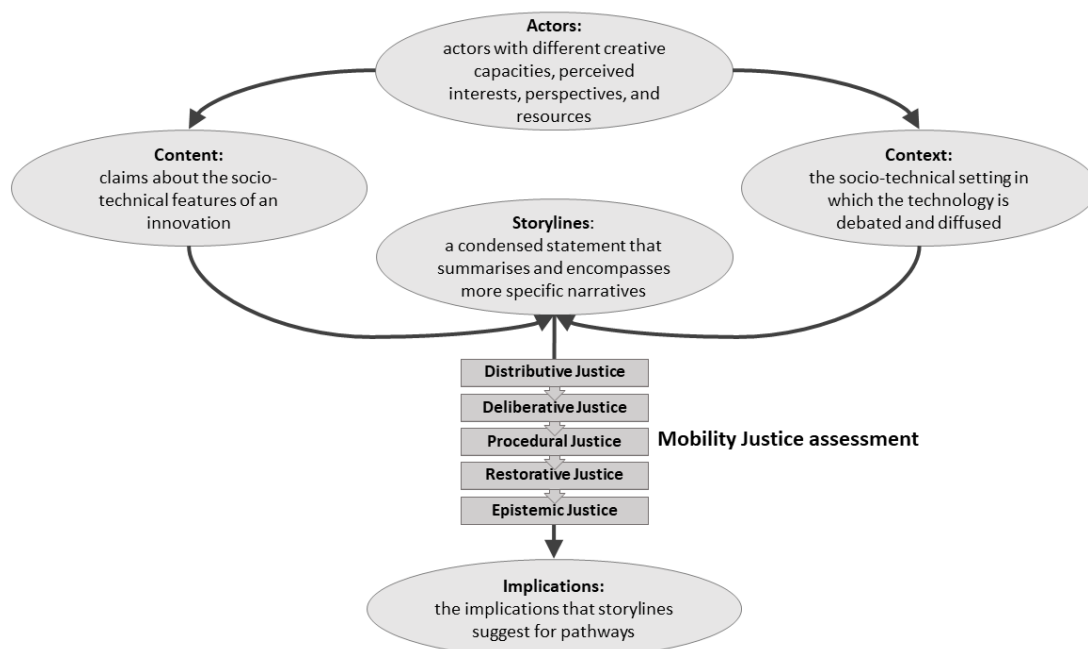 Actors:
actors with different creative
capacities, perceived
interests, perspectives, and
resources
Content:
claims about the socio-
technical features of an
innovation
Context:
the socio-technical setting in
which the technology is
debated and diffused
Storylines:
a condensed statement that
summarises and encompasses
more specific narratives
Distributive Justice
Deliberative Justice
Procedural Justice
Mobility Justice assessment
Restorative Justice
Epistemic Justice
Implications:
the implications that storylines
suggest for pathways